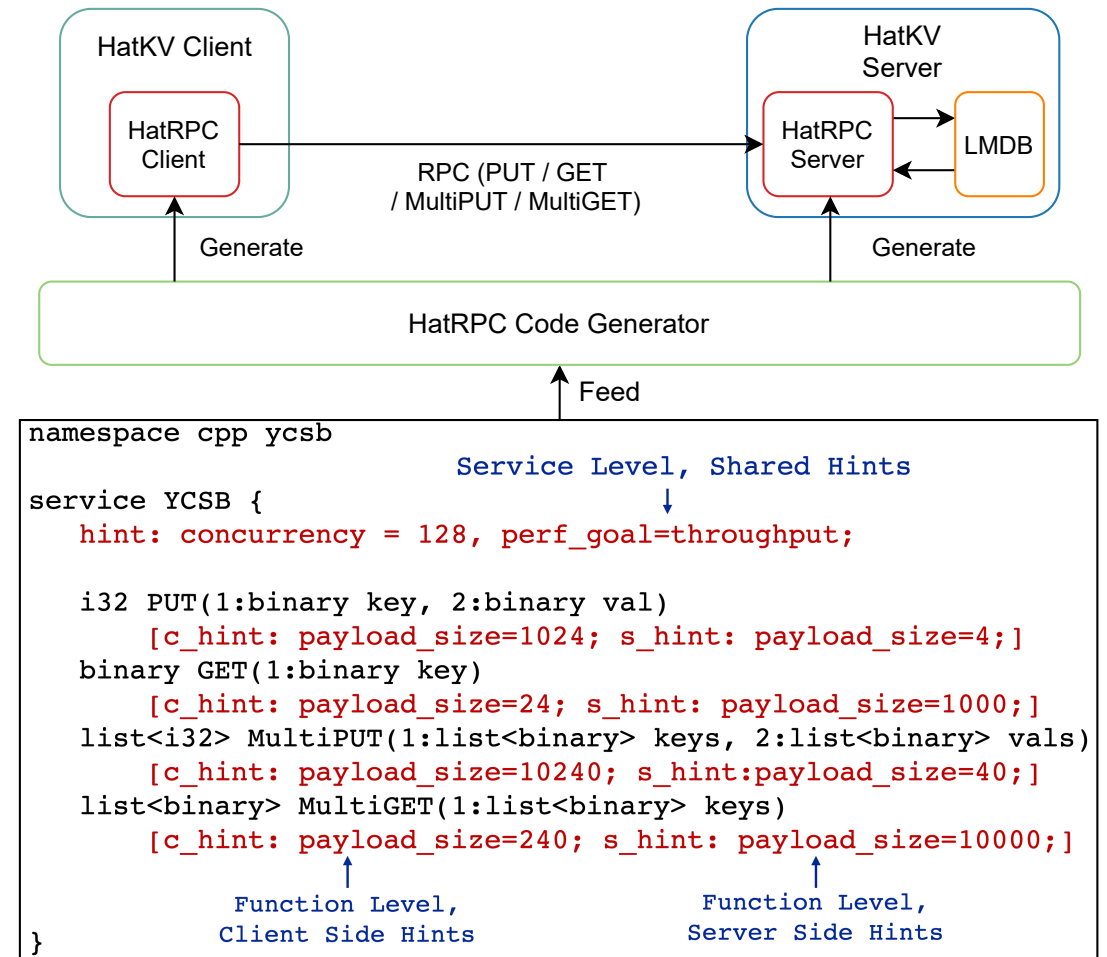 HatKV Client
HatKV
Server
HatRPC
Client
HatRPC
Server
LMDB
RPC (PUT / GET
/ MultiPUT / MultiGET)
Generate
Generate
HatRPC Code Generator
Feed
namespace cpp ycsb
Service Level, Shared Hints
service YCSB {
hint: concurrency = 128, perf_goal=throughput;
i32 PUT(1:binary key, 2:binary val)
[c_hint: payload_size=1024; s_hint: payload_size=4;]
binary GET(1:binary key)
[c_hint: payload_size=24; s_hint: payload_size=1000;]
list<i32> MultiPUT(1:list<binary> keys, 2:list<binary> vals)
[c_hint: payload_size=10240; s_hint:payload_size=40;]
list<binary> MultiGET(1:list<binary> keys)
[c_hint: payload_size=240; s_hint: payload_size=10000;]
Function Level,
Client Side Hints
Function Level,
Server Side Hints
}